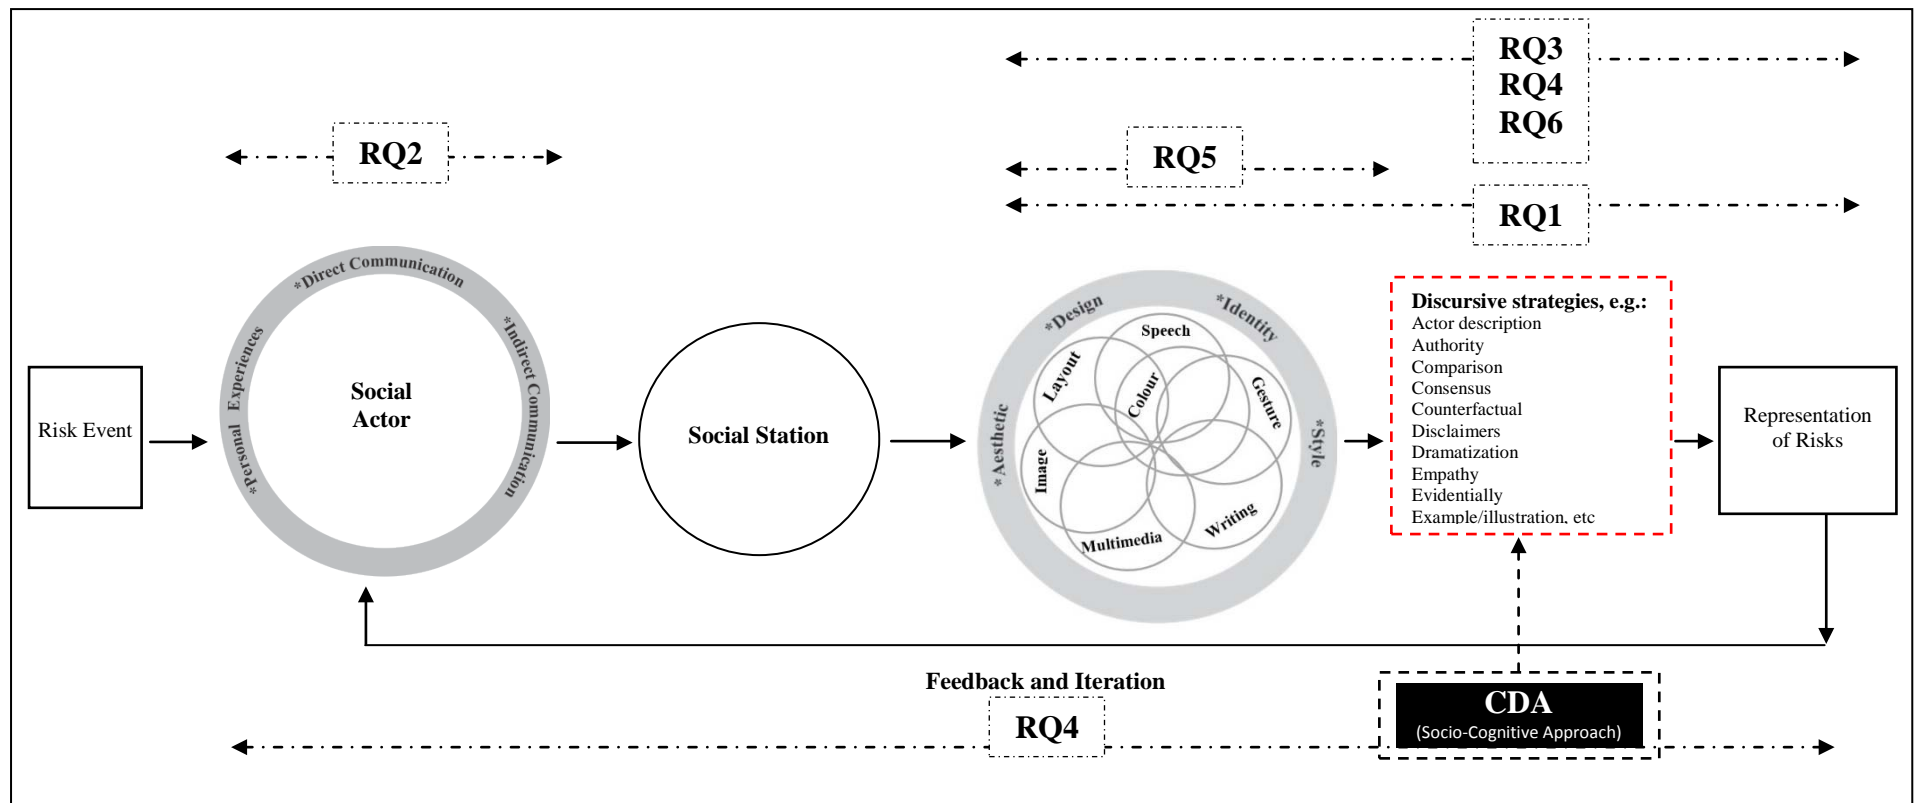 RQ3
RQ4
RQ6
RQ2
RQ5
RQ1
*Personal Experiences
*Direct Communication
*Indirect Communication
Social
Actor
Risk Event
Social Station
*Aesthetic
*Design
*Identity
*Style
Speech
Layout
Colour
Gesture
Image
Writing
Multimedia
Discursive strategies, e.g.:
Actor description
Authority
Comparison
Consensus
Counterfactual
Disclaimers
Dramatization
Empathy
Evidentially
Example/illustration, etc
Representation
of Risks
Feedback and Iteration
RQ4
CDA
(Socio-Cognitive Approach)